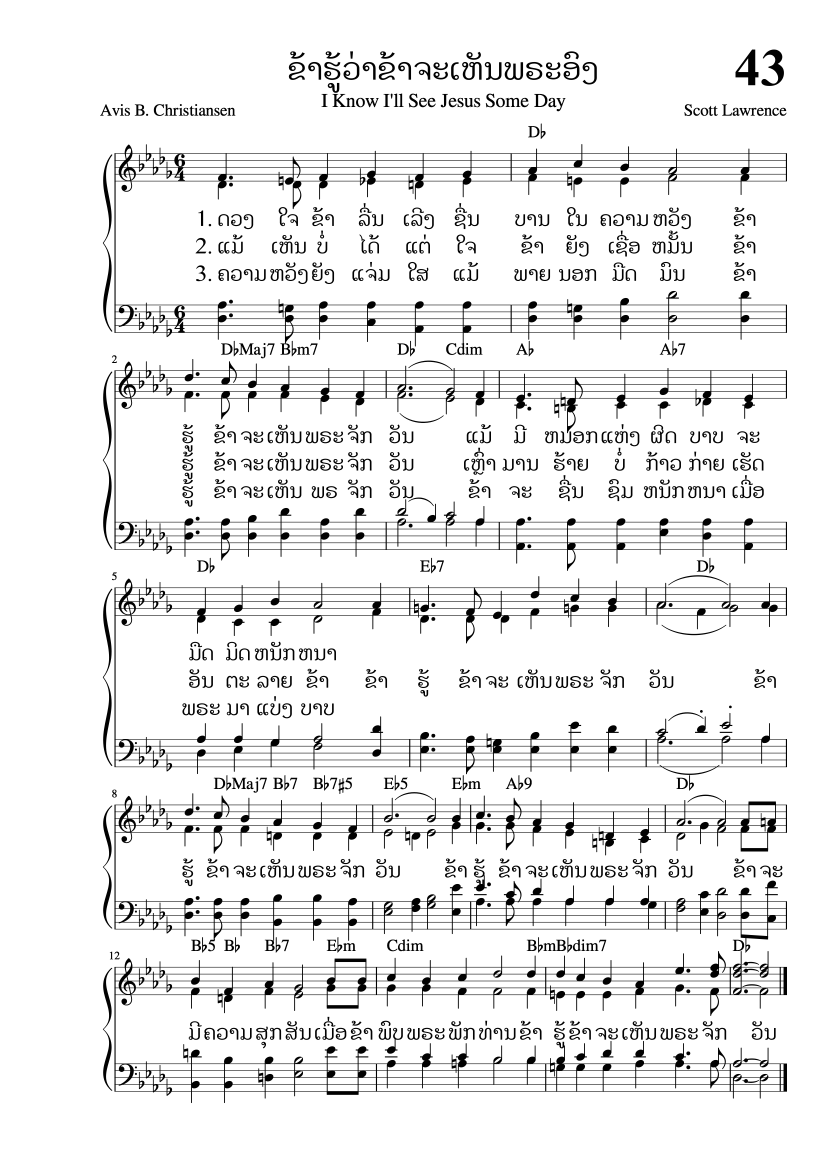 ຂ້າຮູ້ວ່າຂ້າຈະເຫັນພຣະອົງ
43
I Know I'll See Jesus Some Day
Avis B. Christiansen Scott Lawrence
D♭
6 4
1. ດວງ ໃຈ ຂ້າ ລື່ນ ເລີງ ຊື່ນ ບານ ໃນ ຄວາມ ຫວັງ ຂ້າ
2. ແມ້ ເຫັນ ບໍ່ ໄດ້ ແຕ່ ໃຈ ຂ້າ ຍັງ ເຊື່ອ ຫມັ້ນ ຂ້າ
3. ຄວາມ ຫວັງ ຍັງ ແຈ່ມ ໃສ ແມ້ ພາຍ ນອກ ມືດ ມົນ ຂ້າ
6 4
D♭Maj7 B♭m7 D♭ Cdim A♭ A♭7
2
ຮູ້ ຂ້າ ຈະ ເຫັນ ພຣະ ຈັກ ວັນ ແມ້ ມີ ຫມອກ ແຫ່ງ ຜິດ ບາບ ຈະ
ຮູ້ ຂ້າ ຈະ ເຫັນ ພຣະ ຈັກ ວັນ ເຫຼົ່າ ມານ ຮ້າຍ ບໍ່ ກ້າວ ກ່າຍ ເຮັດ
ຮູ້ ຂ້າ ຈະ ເຫັນ ພຣ ຈັກ ວັນ ຂ້າ ຈະ ຊື່ນ ຊົມ ຫນັກ ຫນາ ເມື່ອ
D♭ E♭7 D♭
5
ມືດ ມິດ ຫນັກ ຫນາ
ອັນ ຕະ ລາຍ ຂ້າ ຂ້າ ຮູ້ ຂ້າ ຈະ ເຫັນ ພຣະ ຈັກ ວັນ ຂ້າ
ພຣະ ມາ ແບ່ງ ບາບ
D♭Maj7 B♭7 B♭7♯5 E♭5 E♭m A♭9 D♭
8
ຮູ້ ຂ້າ ຈະ ເຫັນ ພຣະ ຈັກ ວັນ ຂ້າ ຮູ້ ຂ້າ ຈະ ເຫັນ ພຣະ ຈັກ ວັນ ຂ້າ ຈະ
B♭5 B♭ B♭7 E♭m Cdim B♭m B♭dim7 D♭
12
ມີ ຄວາມ ສຸກ ສັນ ເມື່ອ ຂ້າ ພົບ ພຣະ ພັກ ທ່ານ ຂ້າ ຮູ້ ຂ້າ ຈະ ເຫັນ ພຣະ ຈັກ ວັນ